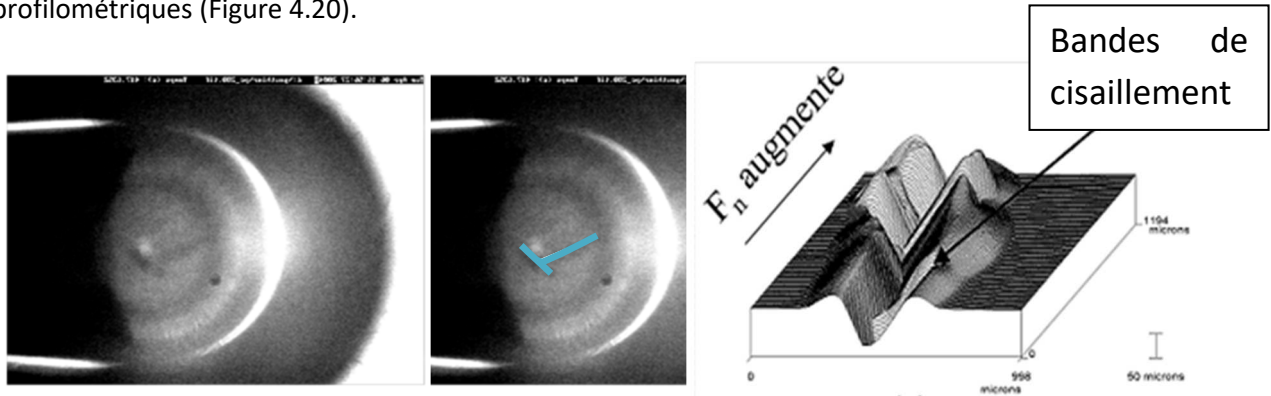 profilométriques (Figure 4.20).
Bandes de
cisaillement
Fn augmente
1194
microns
0
0
998
microns
50 microns